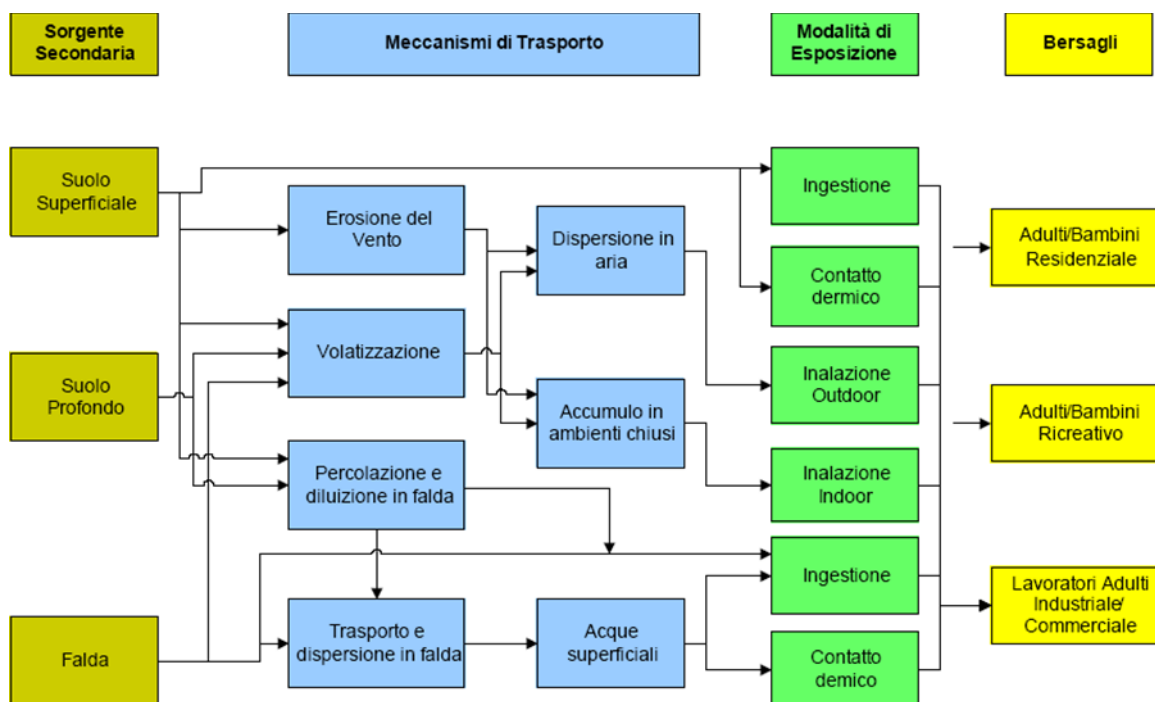 Sorgente
Secondaria
Meccanismi di Trasporto
Modalità di
Esposizione
Bersagli
Suolo
Superficiale
Erosione del
Vento
Dispersione in
aria
Ingestione
Adulti/Bambini
Residenziale
Contatto
dermico
Volatizzazione
Suolo
Profondo
Accumulo in
ambienti chiusi
Inalazione
Outdoor
Adulti/Bambini
Ricreativo
Percolazione e
diluizione in falda
Inalazione
Indoor
Ingestione
Lavoratori Adulti
Industriale/
Commerciale
Falda
Trasporto e
dispersione in falda
Acque
superficiali
Contatto
demico